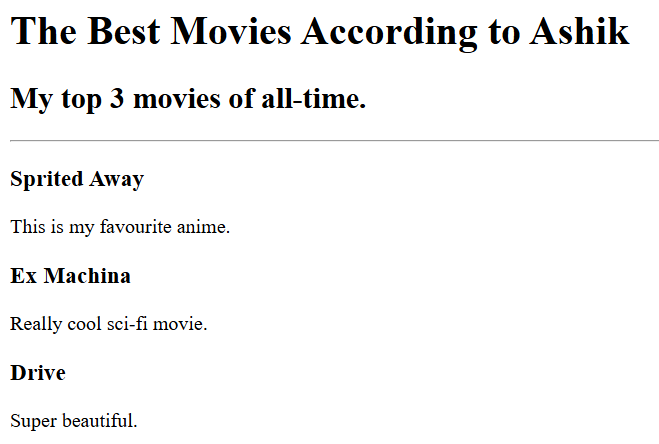 The Best Movies According to Ashik
My top 3 movies of all-time.
Sprited Away
This is my favourite anime.
Ex Machina
Really cool sci-fi movie.
Drive
Super beautiful.